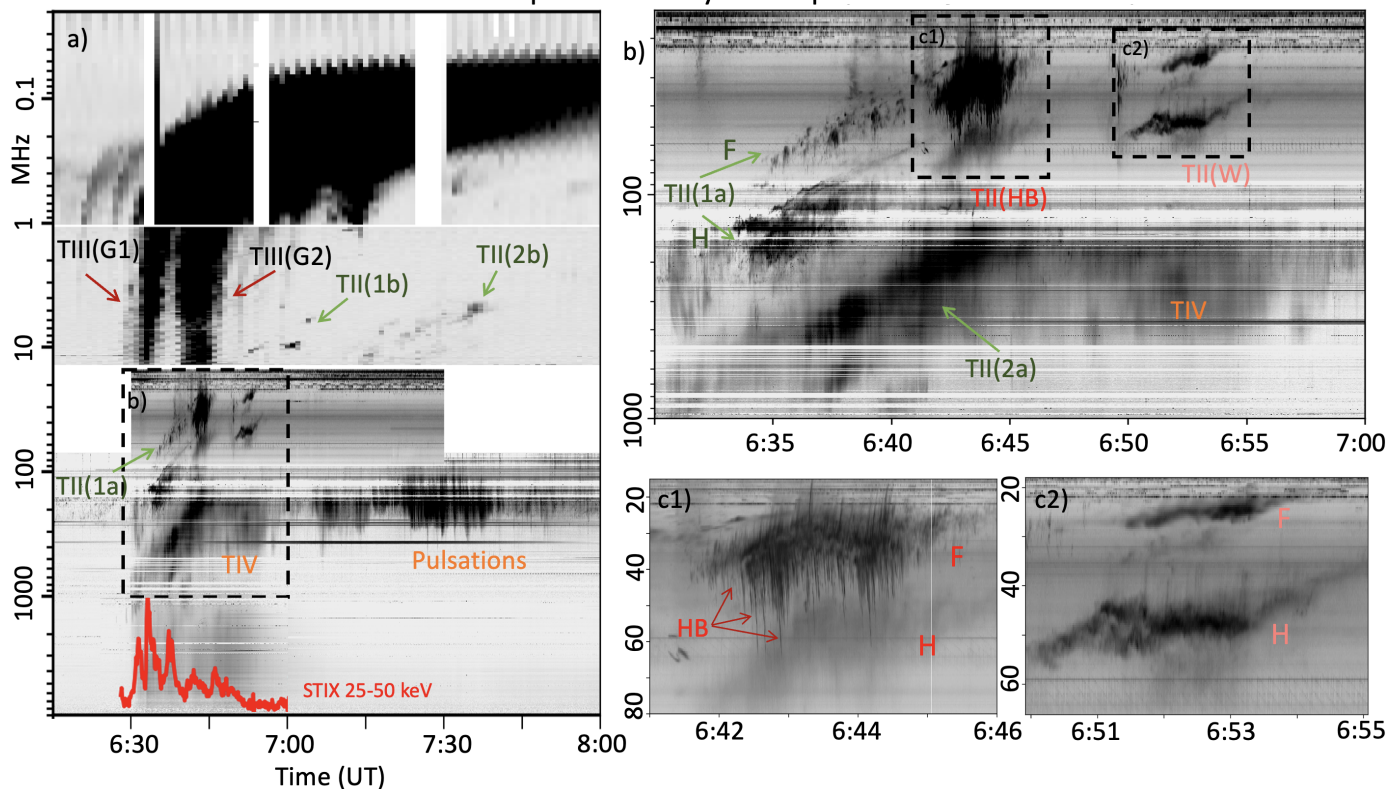 a)
0.1
MHz
1
TIII(G1)
TIII(G2)
TII(1b)
TII(2b)
10
b)
100
TII(1a)
TIV
Pulsations
1000
STIX 25-50 keV
6:30
7:00
7:30
8:00
Time (UT)
b)
c1)
c2)
F
TII(1a)
H
100
TII(HB)
TII(W)
TIV
TII(2a)
1000
6:35
6:40
6:45
6:50
6:55
7:00
c1)
20
40
60
80
HB
F
H
6:42
6:44
6:46
c2)
20
40
60
F
H
6:51
6:53
6:55